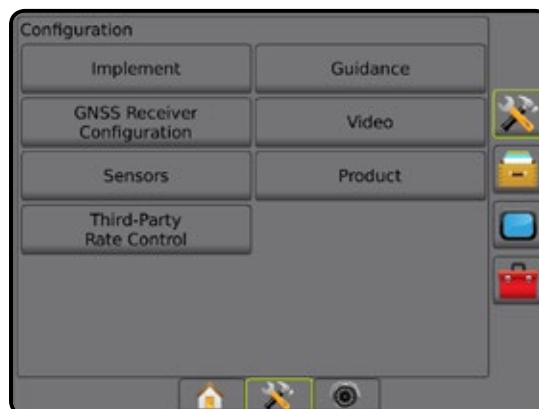 Configuration
Implement
Guidance
GNSS Receiver
Configuration
Video
Sensors
Product
Third-Party
Rate Control